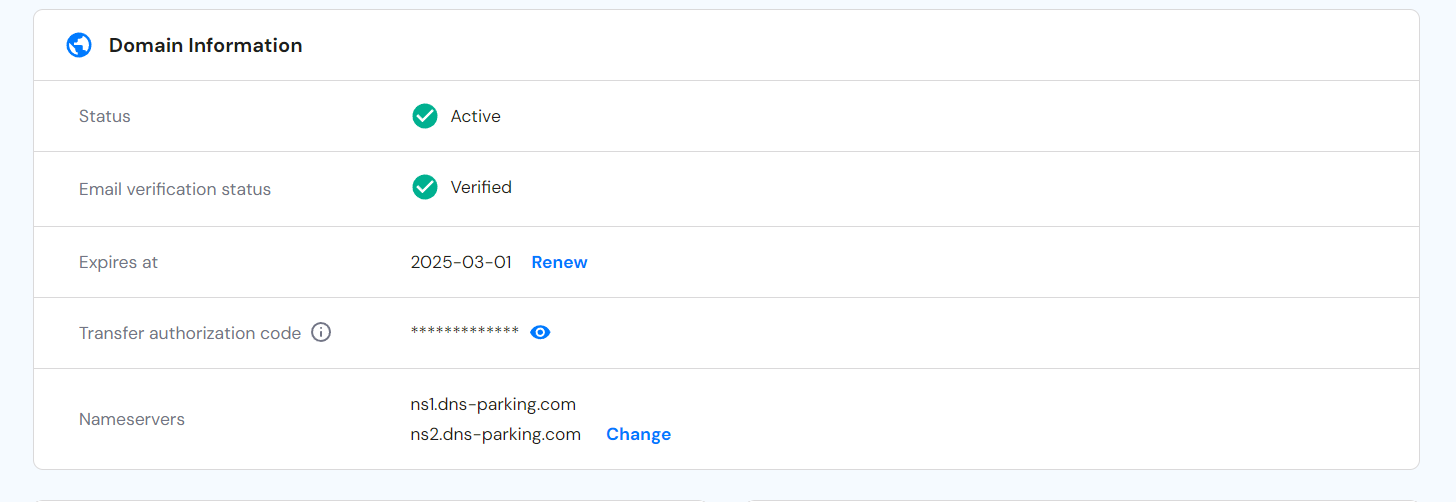 Domain Information
Status Active
Email verification status Verified
Expires at 2025-03-01 Renew
Transfer authorization code *************
Nameservers
ns1.dns-parking.com
ns2.dns-parking.com Change